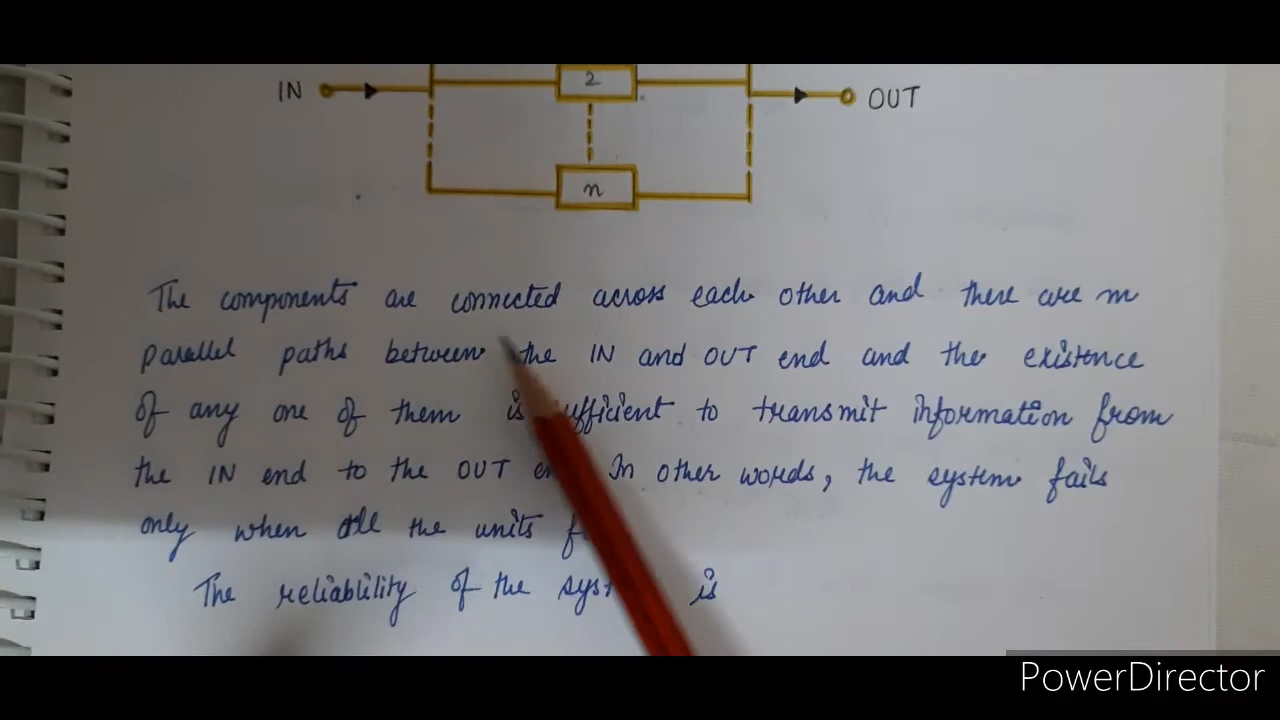 2
IN
OUT
n
The components are connected across each other and there are m
parallel paths between the IN and OUT end and the existence
of any one of them is sufficient to transmit information from
the IN end to the OUT In other words, the system fails
only when all the units
The reliablility of the is
PowerDirector